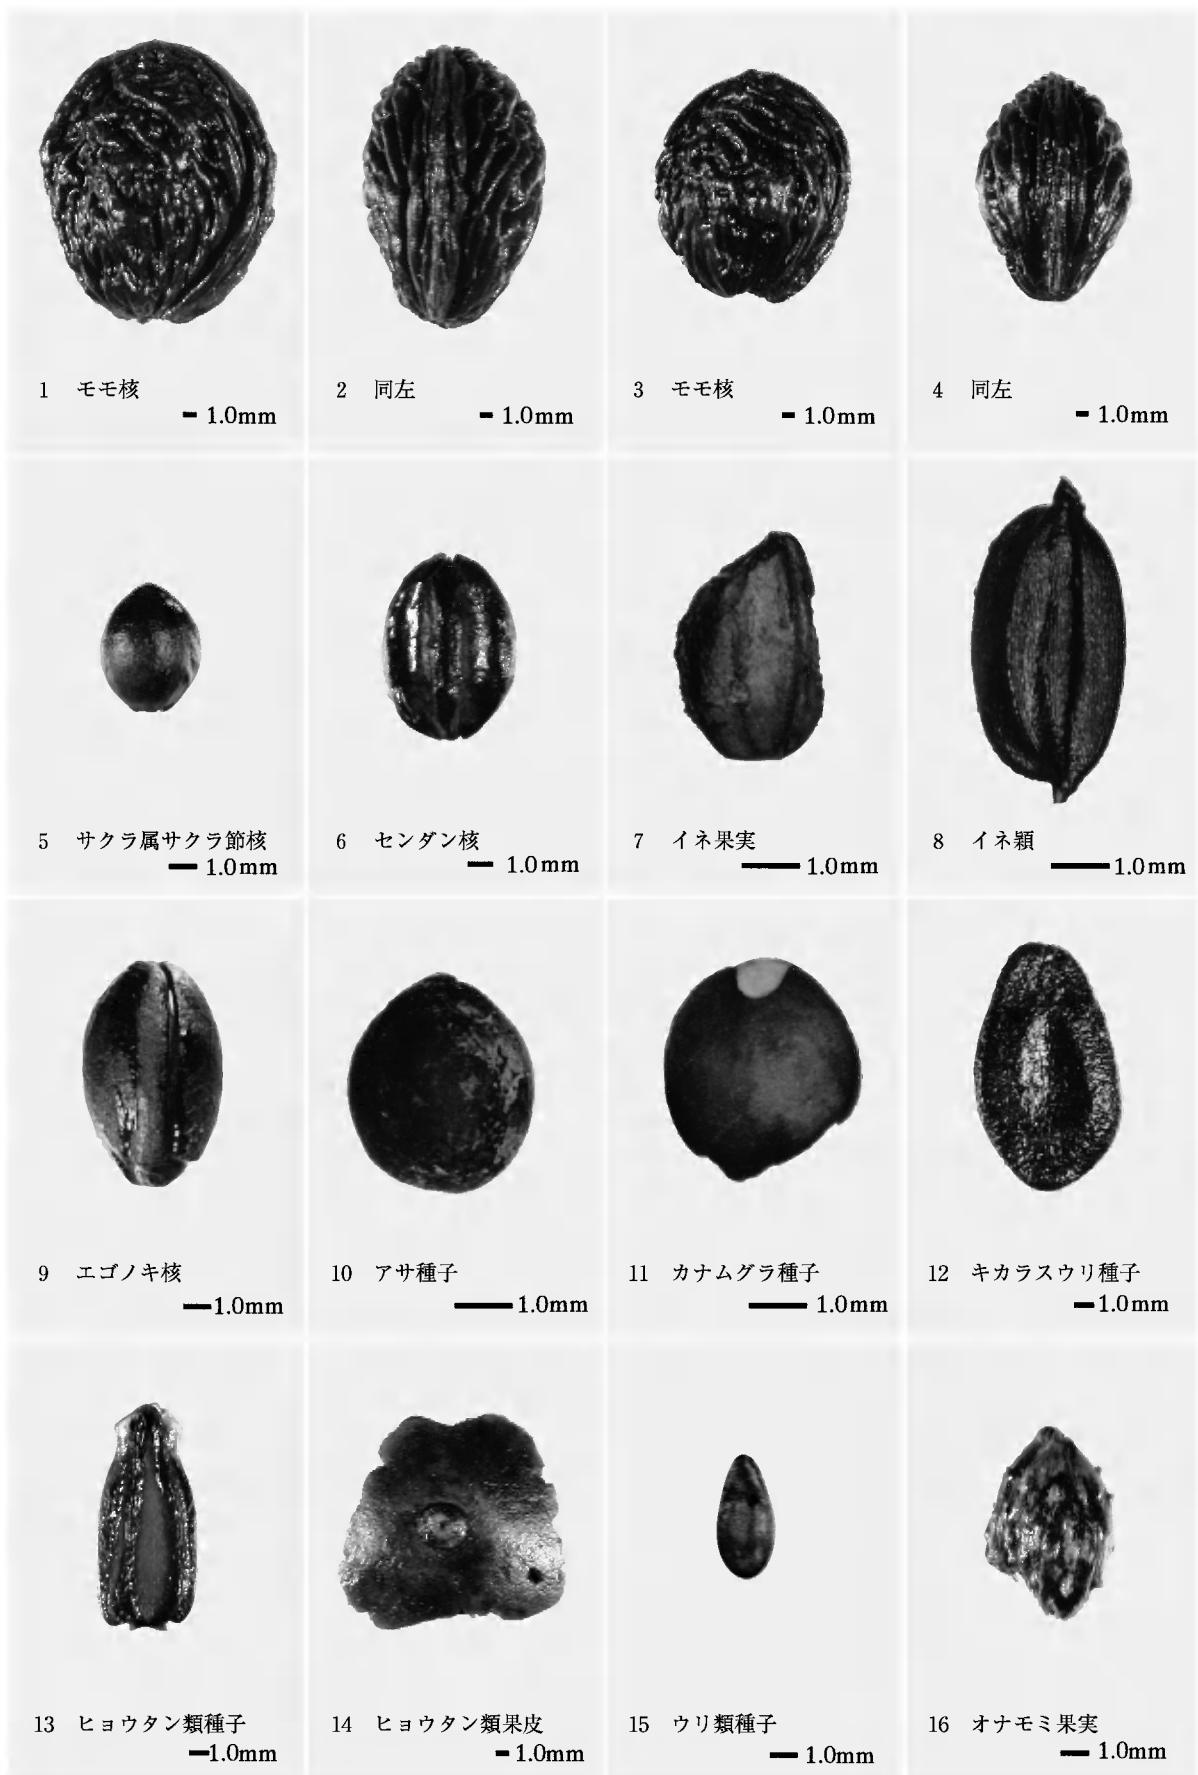 1 モモ核
1.0mm
2 同左
1.0mm
3 モモ核
1.0mm
4 同左
1.0mm
5 サクラ属サクラ節核
1.0mm
6 センダン核
1.0mm
7 イネ果実
1.0mm
8 イネ穎
1.0mm
9 エゴノキ核
1.0mm
10 アサ種子
1.0mm
11 カナムグラ種子
1.0mm
12 キカラスウリ種子
1.0mm
13 ヒョウタン類種子
1.0mm
14 ヒョウタン類果皮
1.0mm
15 ウリ類種子
1.0mm
16 オナモミ果実
1.0mm